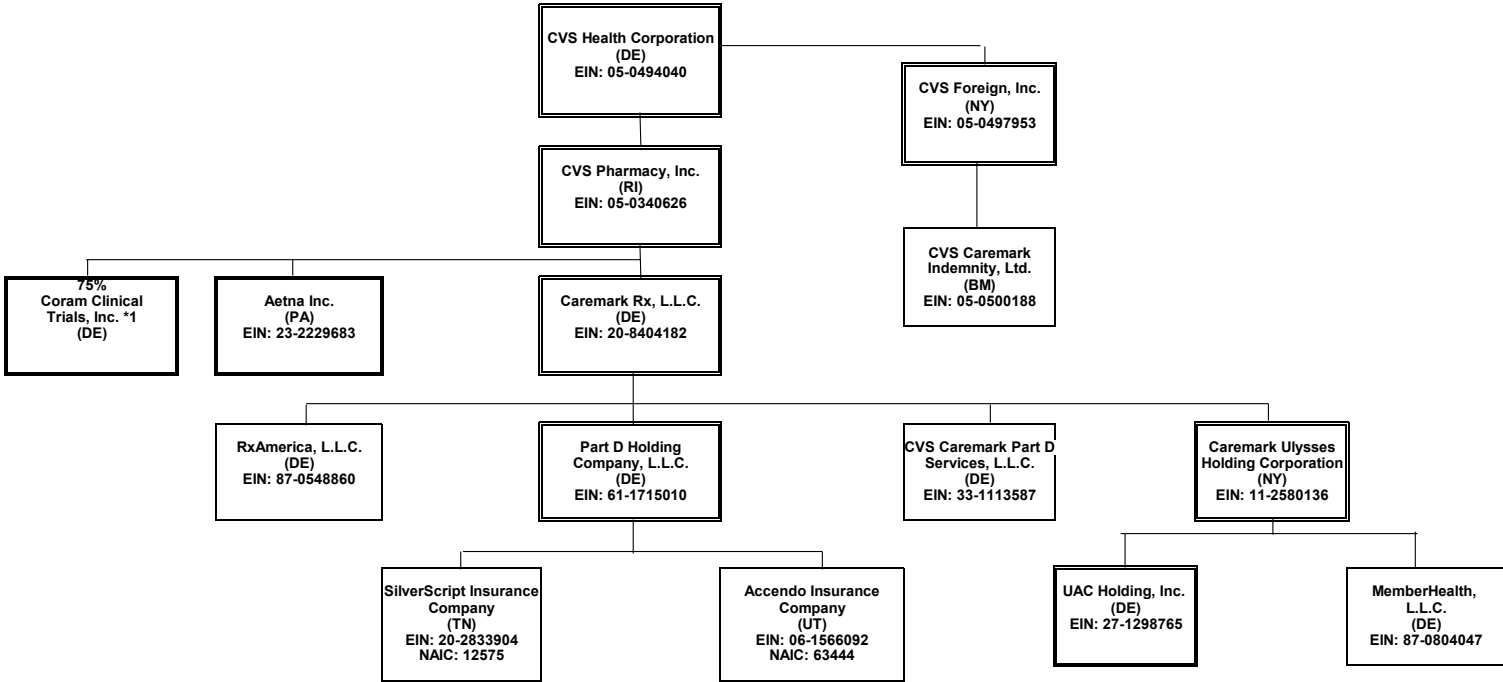 CVS Health Corporation
(DE)
EIN: 05-0494040
CVS Foreign, Inc.
(NY)
EIN: 05-0497953
CVS Pharmacy, Inc.
(RI)
EIN: 05-0340626
CVS Caremark
Indemnity, Ltd.
(BM)
EIN: 05-0500188
75%
Coram Clinical
Trials, Inc. *1
(DE)
Aetna Inc.
(PA)
EIN: 23-2229683
Caremark Rx, L.L.C.
(DE)
EIN: 20-8404182
RxAmerica, L.L.C.
(DE)
EIN: 87-0548860
Part D Holding
Company, L.L.C.
(DE)
EIN: 61-1715010
CVS Caremark Part D
Services, L.L.C.
(DE)
EIN: 33-1113587
Caremark Ulysses
Holding Corporation
(NY)
EIN: 11-2580136
SilverScript Insurance
Company
(TN)
EIN: 20-2833904
NAIC: 12575
Accendo Insurance
Company
(UT)
EIN: 06-1566092
NAIC: 63444
UAC Holding, Inc.
(DE)
EIN: 27-1298765
MemberHealth,
L.L.C.
(DE)
EIN: 87-0804047